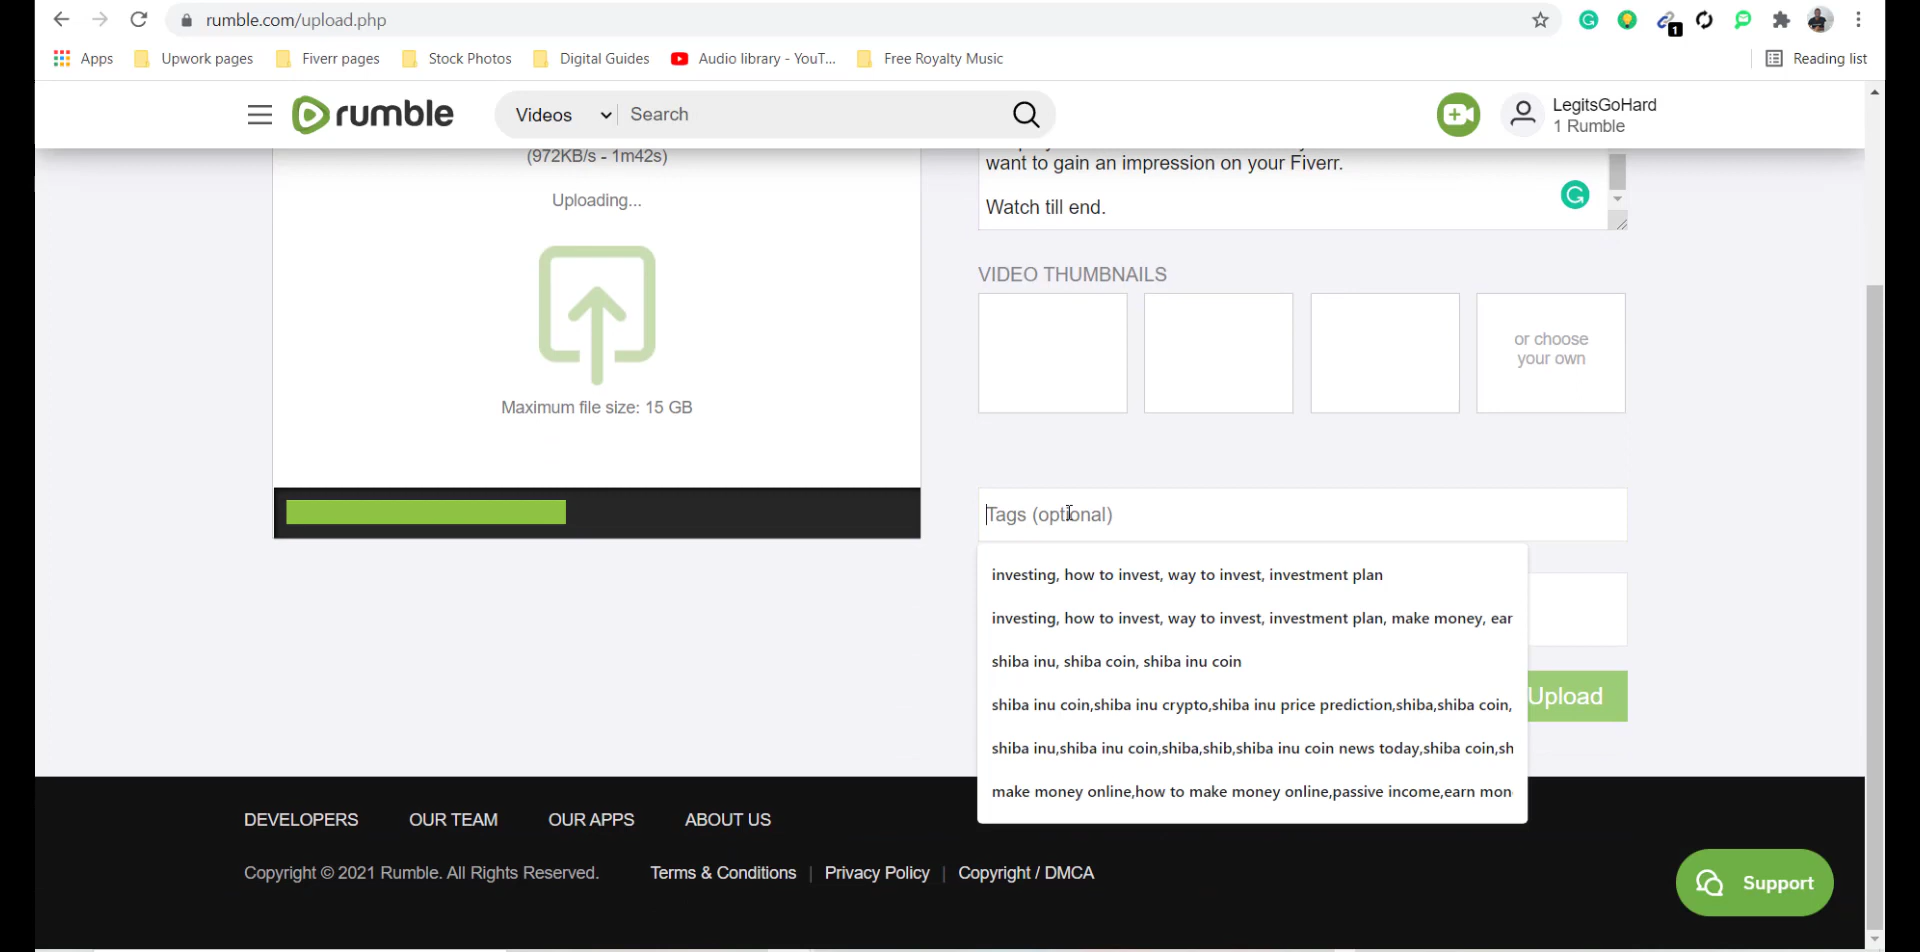 rumble.com/upload.php
1
Apps Upwork pages Fiverr pages Stock Photos Digital Guides Audio library - YouT... Free Royalty Music Reading list
rumble Videos Search LegitsGoHard
1 Rumble
(972KB/s - 1m42s)
want to gain an impression on your Fiverr.
Uploading...
Watch till end.
VIDEO THUMBNAILS
or choose
your own
Maximum file size: 15 GB
Tags (optional)
investing, how to invest, way to invest, investment plan
investing, how to invest, way to invest, investment plan, make money, ear
shiba inu, shiba coin, shiba inu coin
shiba inu coin,shiba inu crypto,shiba inu price prediction,shiba,shiba coin,
Upload
shiba inu,shiba inu coin,shiba,shib,shiba inu coin news today,shiba coin,sh
make money online,how to make money online,passive income,earn mon
DEVELOPERS OUR TEAM OUR APPS ABOUT US
Copyright © 2021 Rumble. All Rights Reserved. Terms & Conditions | Privacy Policy | Copyright / DMCA
Support